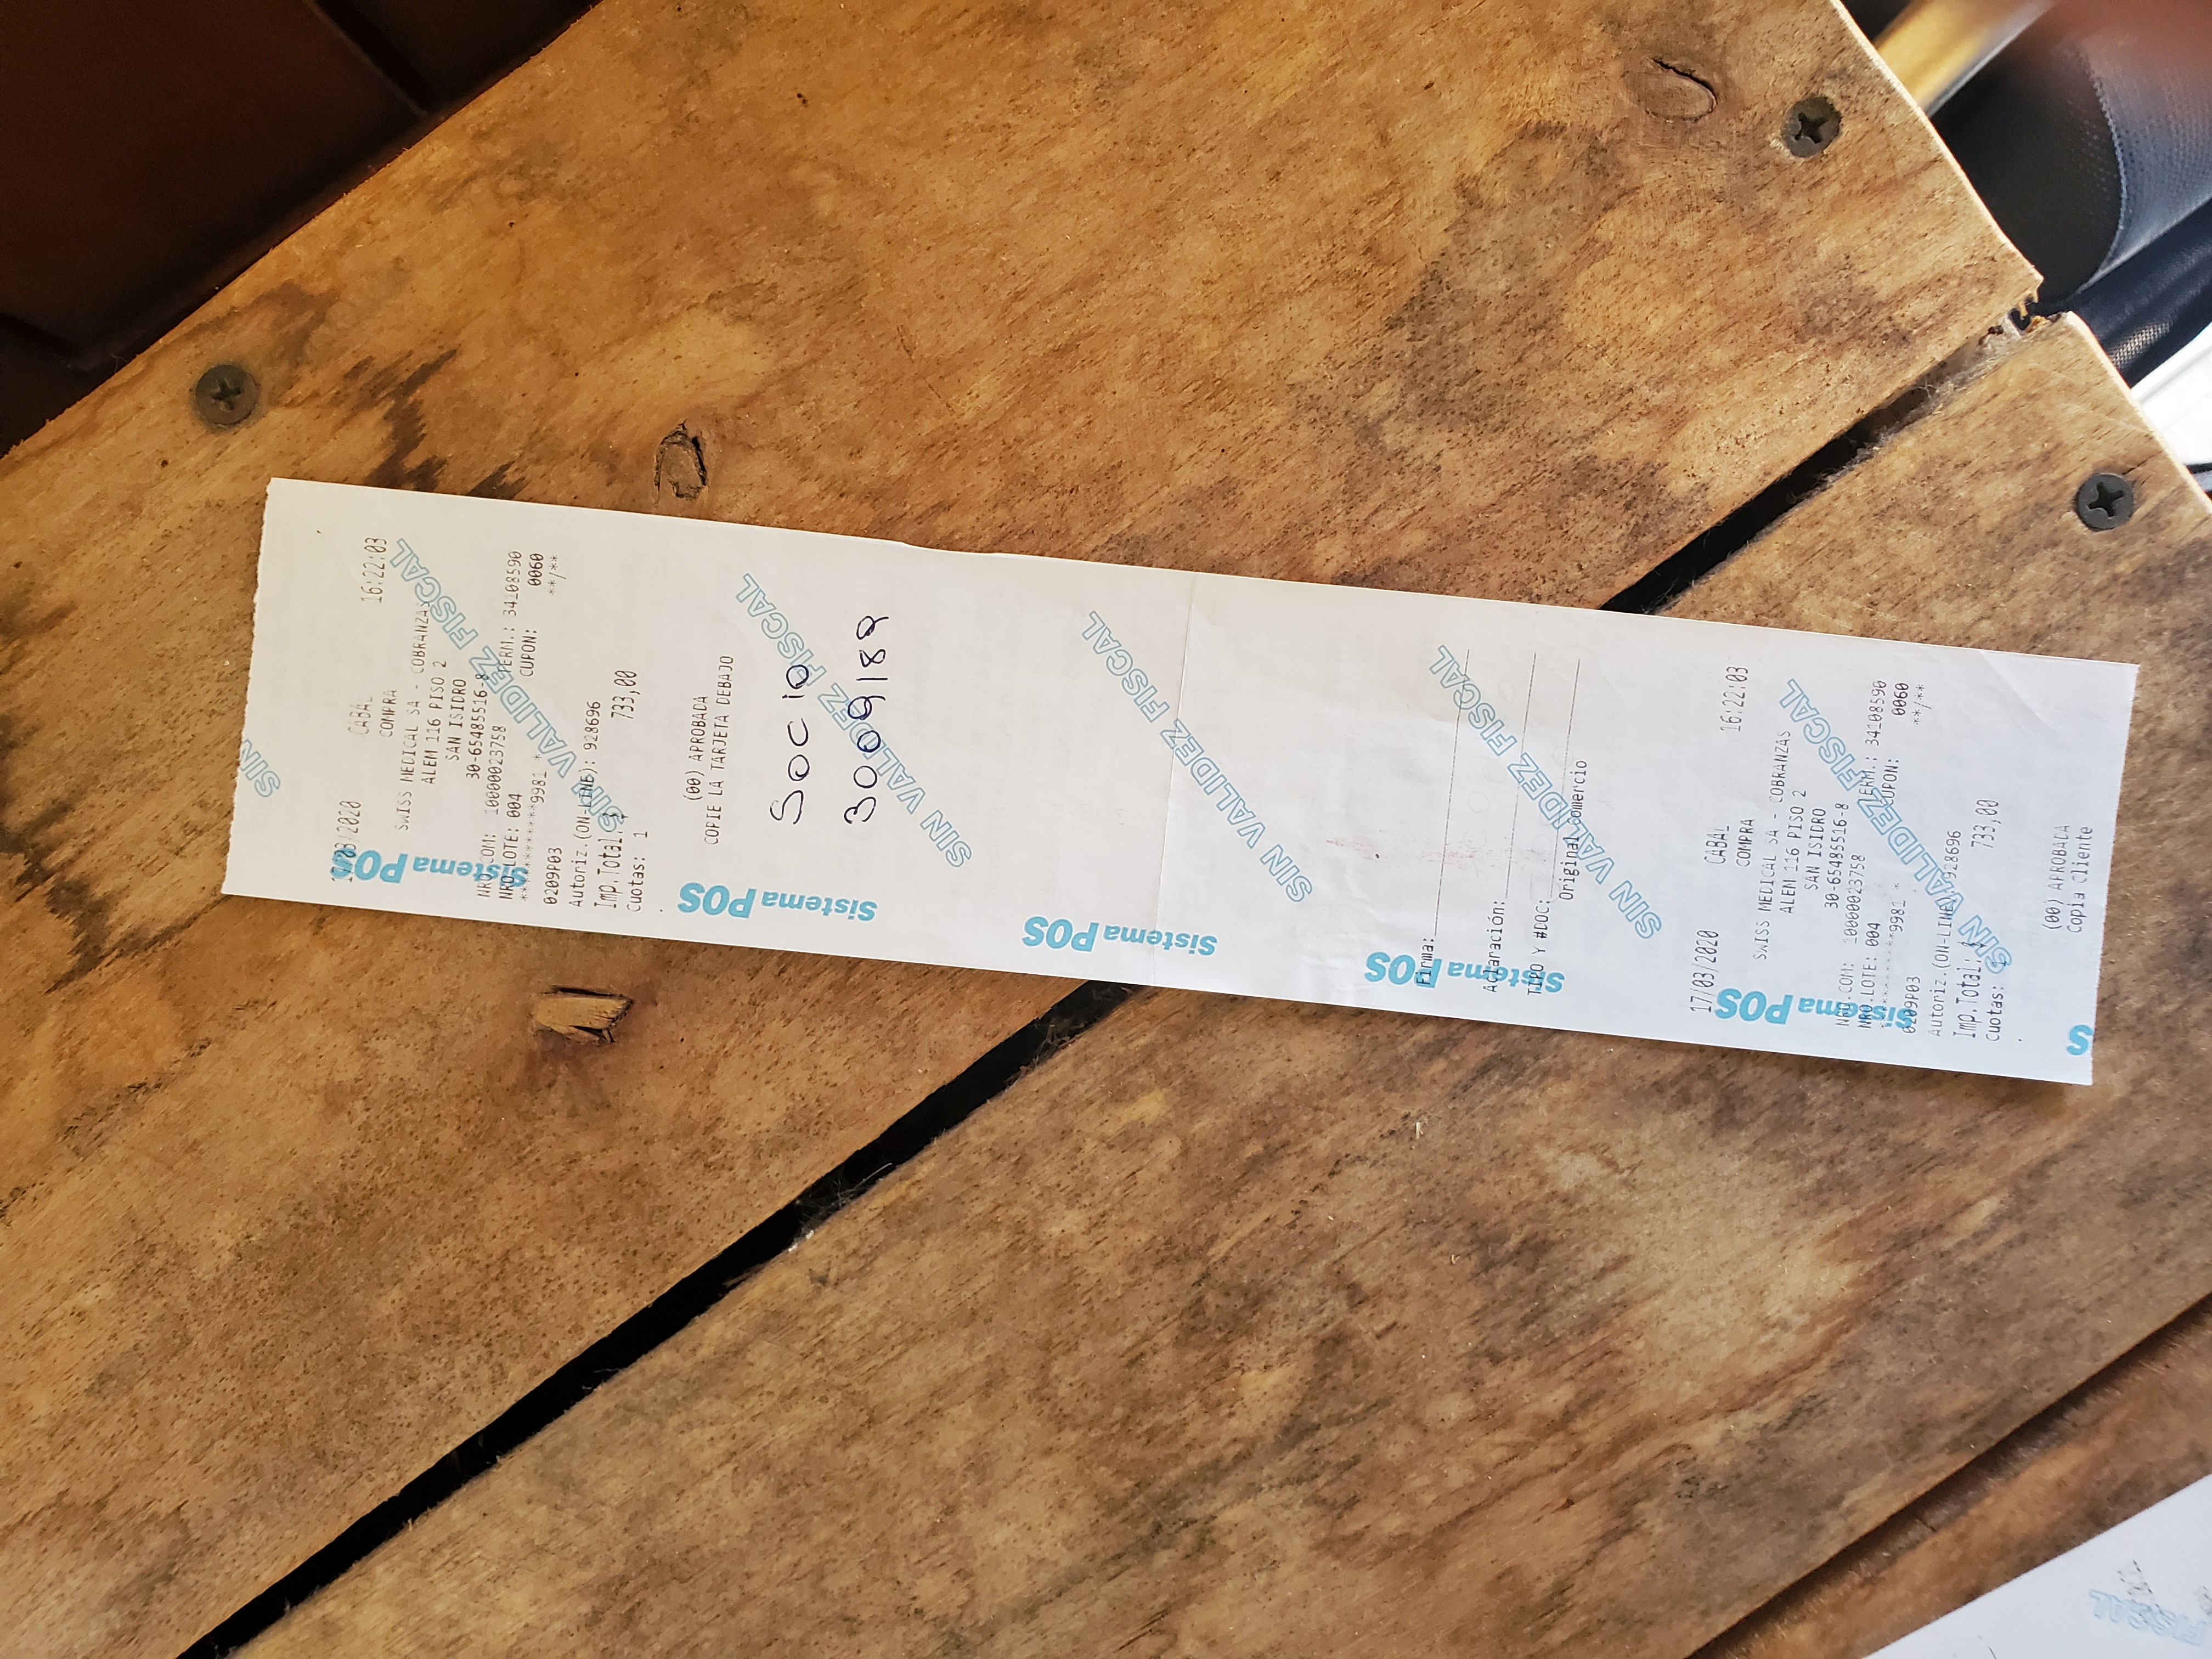 SIN
17/03/2020 CABAL 16:22:03
COMPRA
SWISS MEDICAL SA - COBRANZAS
ALEM 116 PISO 2
SAN ISIDRO
30-65485516-8
NRO.COM: 10000023758 TERM.: 34108590
NRO.LOTE: 004 CUPON: 0060
************9981 * **/**
0209P03
Autoriz.(ON-LINE): 928696
Imp.Total: $ 733,00
Cuotas: 1
Sistema POS
SIN VALIDEZ FISCAL
(00) APROBADA
COPIE LA TARJETA DEBAJO
Sistema POS
SOCIO
3009189
SIN VALIDEZ FISCAL
Sistema POS
SIN VALIDEZ FISCAL
Firma:
Aclaración:
TIPO Y #DOC:
Original Comercio
Sistema POS
SIN VALIDEZ FISCAL
17/03/2020 CABAL 16:22:03
COMPRA
SWISS MEDICAL SA - COBRANZAS
ALEM 116 PISO 2
SAN ISIDRO
30-65485516-8
NRO.COM: 10000023758 TERM.: 34108590
NRO.LOTE: 004 CUPON: 0060
************9981 * **/**
0209P03
Autoriz.(ON-LINE): 928696
Imp.Total: $ 733,00
Cuotas: 1
Sistema POS
SIN VALIDEZ FISCAL
(00) APROBADA
Copia Cliente
S
FISCAL